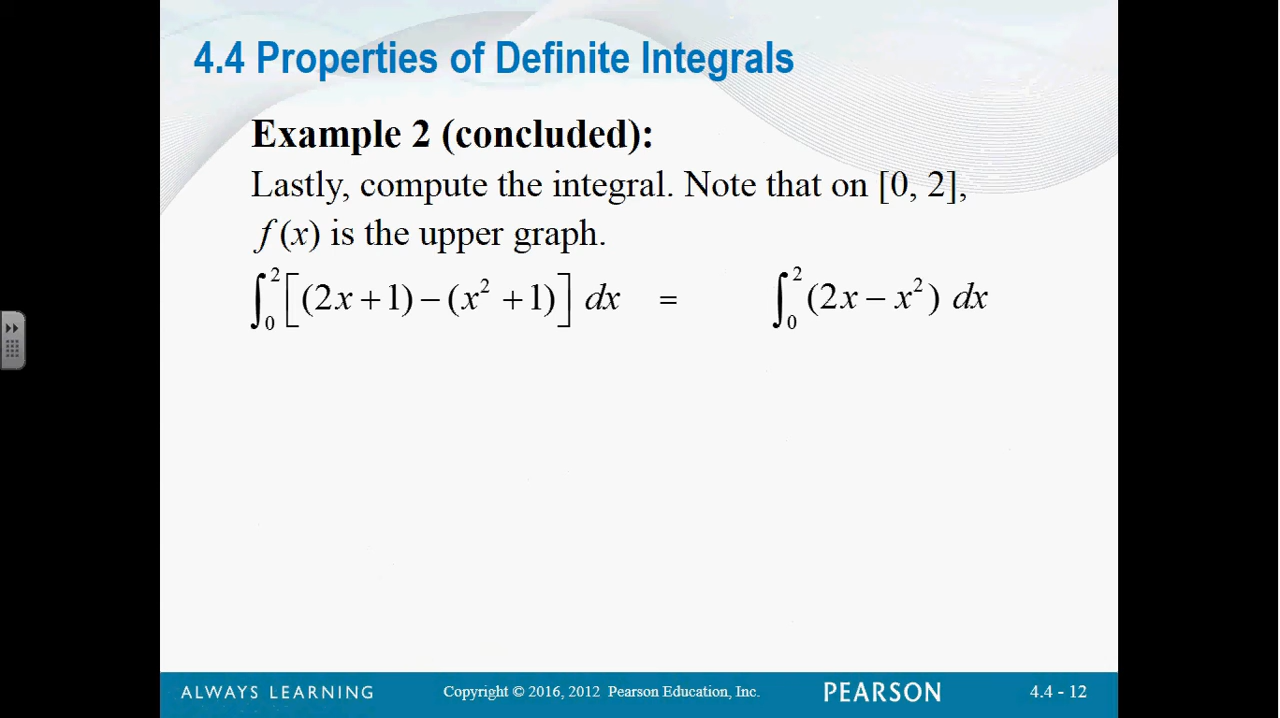 4.4 Properties of Definite Integrals
Example 2 (concluded):
Lastly, compute the integral. Note that on [0, 2],
f (x) is the upper graph.
∫₀² [(2x + 1) − (x² + 1)] dx = ∫₀² (2x − x²) dx
ALWAYS LEARNING Copyright © 2016, 2012 Pearson Education, Inc. PEARSON 4.4 - 12